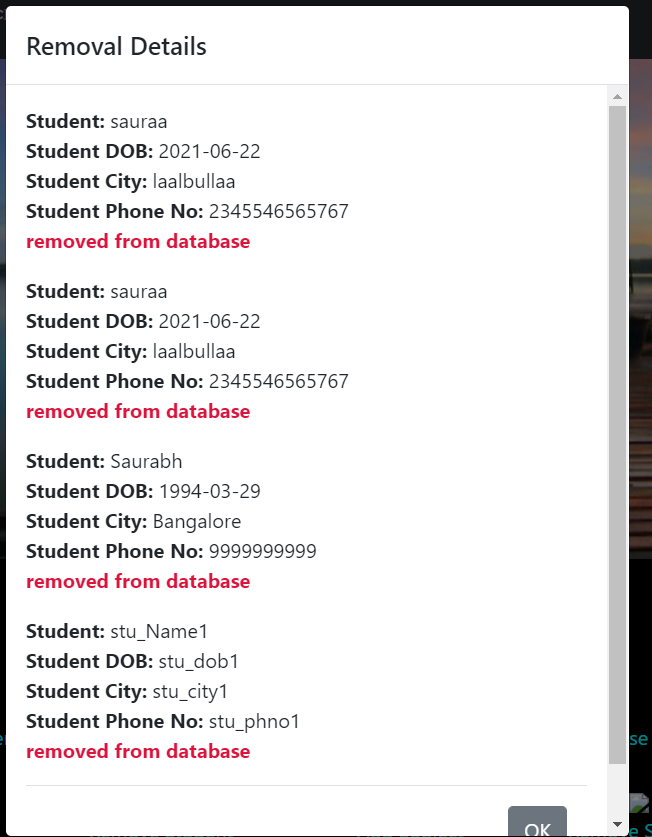 Removal Details
Student: sauraa
Student DOB: 2021-06-22
Student City: laalbullaa
Student Phone No: 2345546565767
removed from database
Student: sauraa
Student DOB: 2021-06-22
Student City: laalbullaa
Student Phone No: 2345546565767
removed from database
Student: Saurabh
Student DOB: 1994-03-29
Student City: Bangalore
Student Phone No: 9999999999
removed from database
Student: stu_Name1
Student DOB: stu_dob1
Student City: stu_city1
Student Phone No: stu_phno1
removed from database
OK